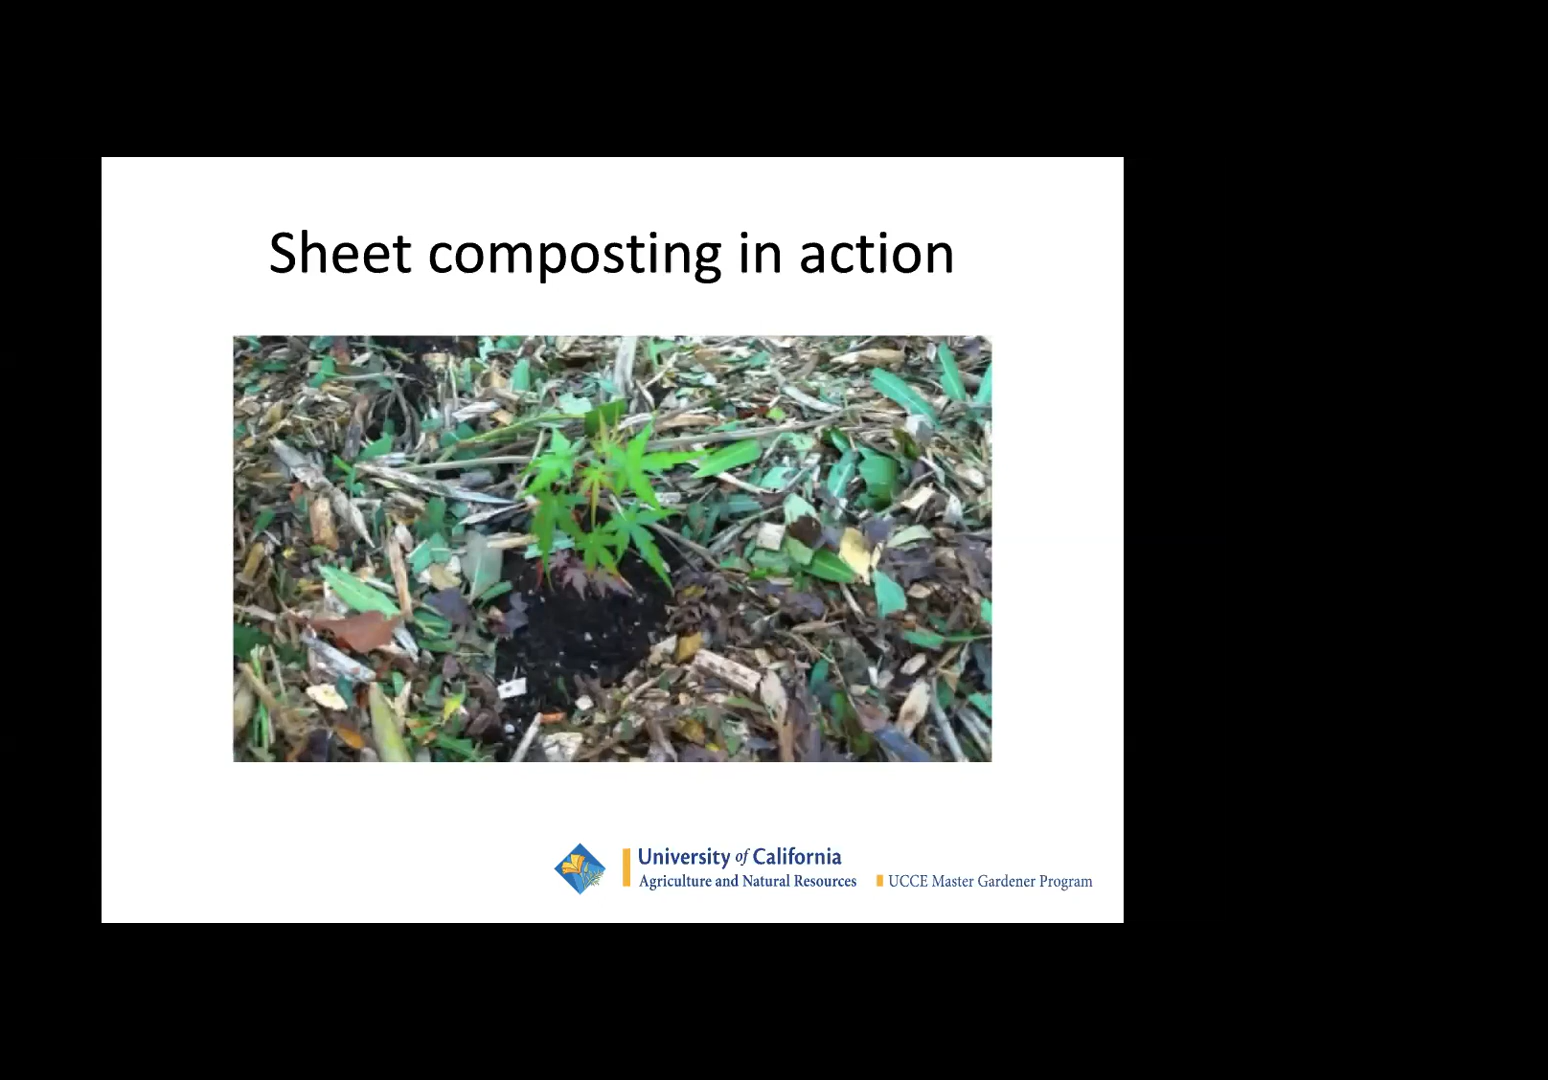 Sheet composting in action
University of California
Agriculture and Natural Resources
UCCE Master Gardener Program